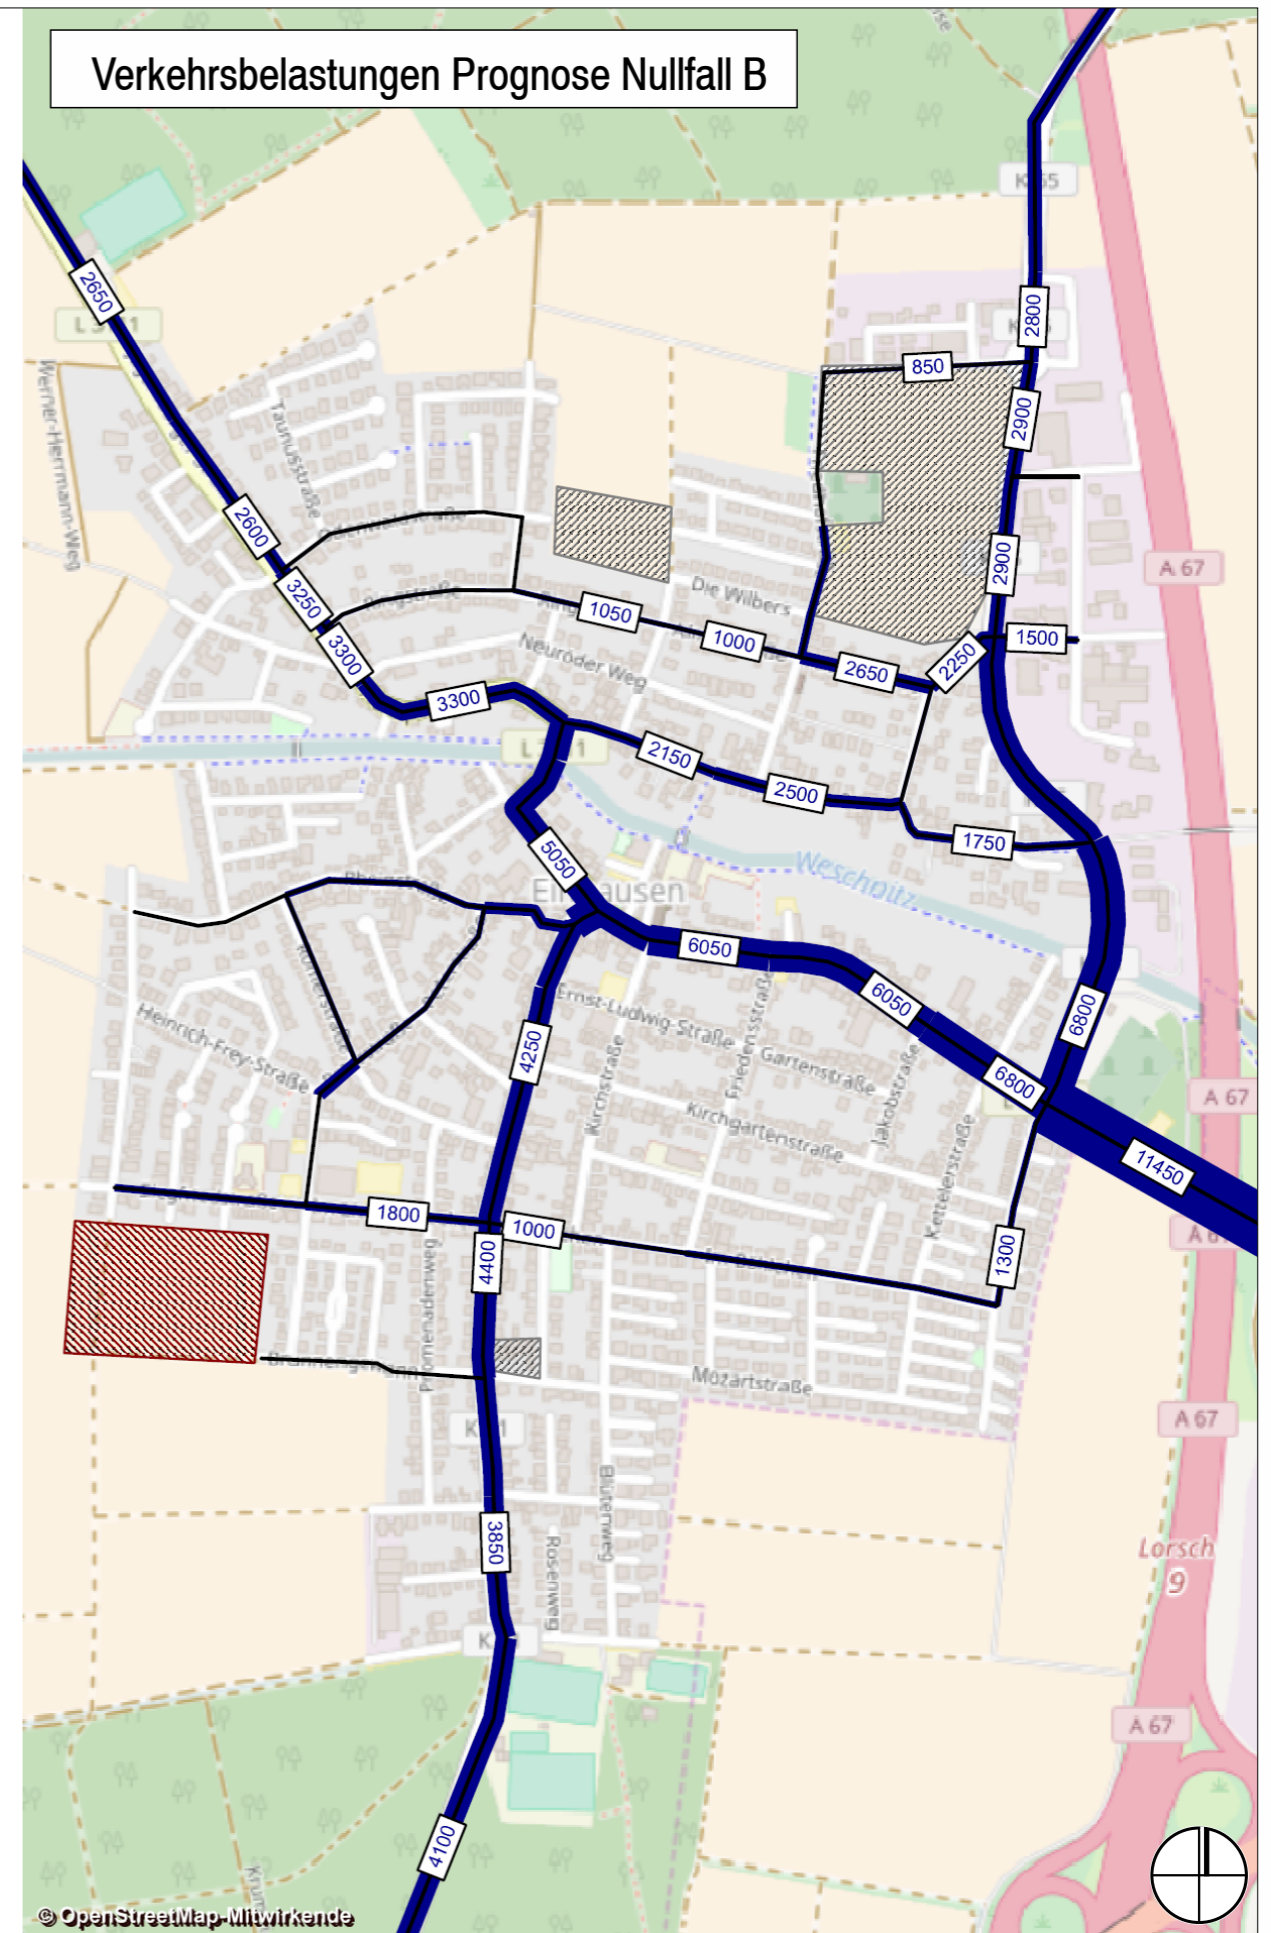 Verkehrsbelastungen Prognose Nullfall B
2650
2800
850
2900
Werner-Herrmann-Weg
Taunusstraße
2600
2900
A 67
3250
1050
Die Wilbers
1000
1500
3300
Neuroder Weg
2650
2250
3300
2150
2500
1750
5050
Weschnitz
6050
6050
6800
Ernst-Ludwig-Straße
Friedensstraße
Gartenstraße
4250
Heinrich-Frey-Straße
Kirchstraße
Jakobstraße
6800
A 67
Kirchgartenstraße
Kettelerstraße
11450
1800
1000
1300
4400
Promenadenweg
Mozartstraße
A 67
Blütenweg
3850
Rosenweg
Lorsch
9
A 67
4100
© OpenStreetMap-Mitwirkende